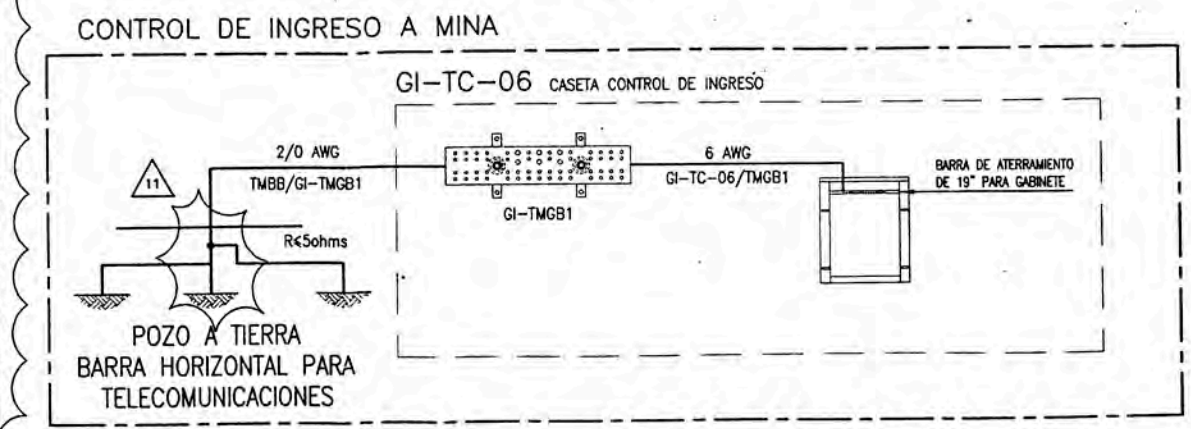 CONTROL DE INGRESO A MINA
GI-TC-06 CASETA CONTROL DE INGRESO
2/0 AWG
TMBB/GI-TMGB1
11
R≤5ohms
GI-TMGB1
6 AWG
GI-TC-06/TMGB1
BARRA DE ATERRAMIENTO
DE 19" PARA GABINETE
POZO A TIERRA
BARRA HORIZONTAL PARA
TELECOMUNICACIONES